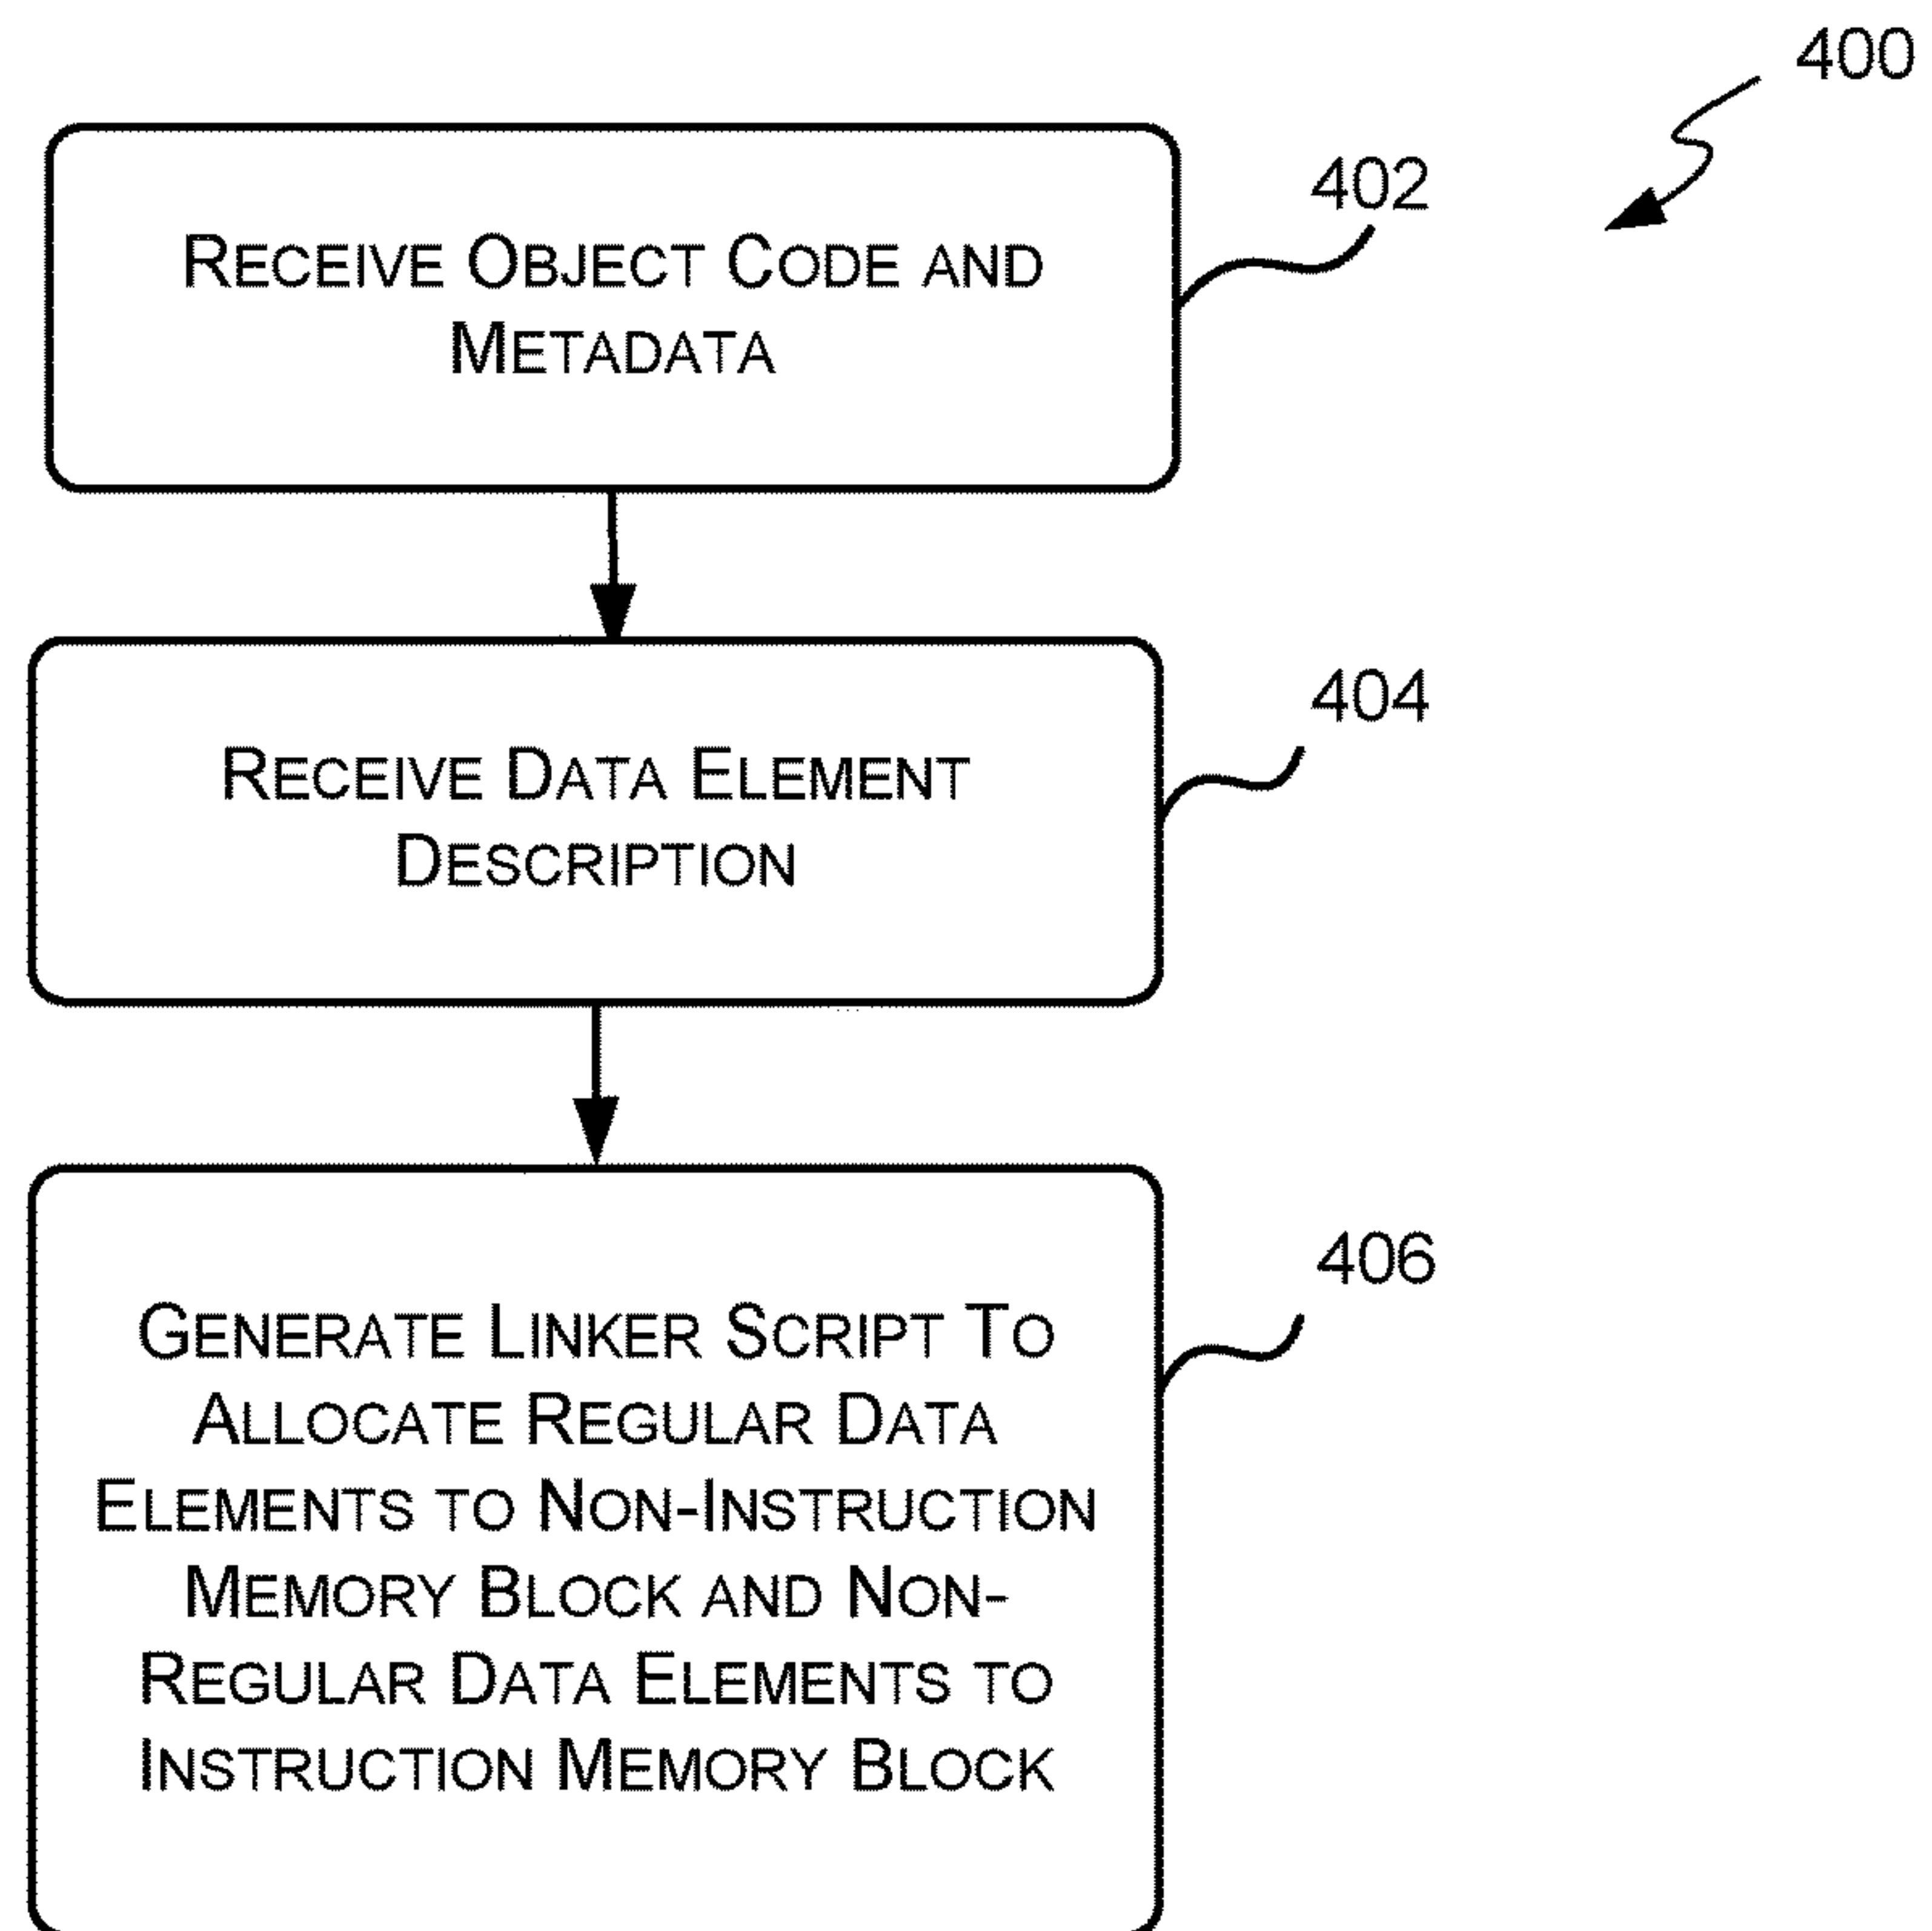 400
402
RECEIVE OBJECT CODE AND
METADATA
404
RECEIVE DATA ELEMENT
DESCRIPTION
406
GENERATE LINKER SCRIPT TO
ALLOCATE REGULAR DATA
ELEMENTS TO NON-INSTRUCTION
MEMORY BLOCK AND NON-
REGULAR DATA ELEMENTS TO
INSTRUCTION MEMORY BLOCK